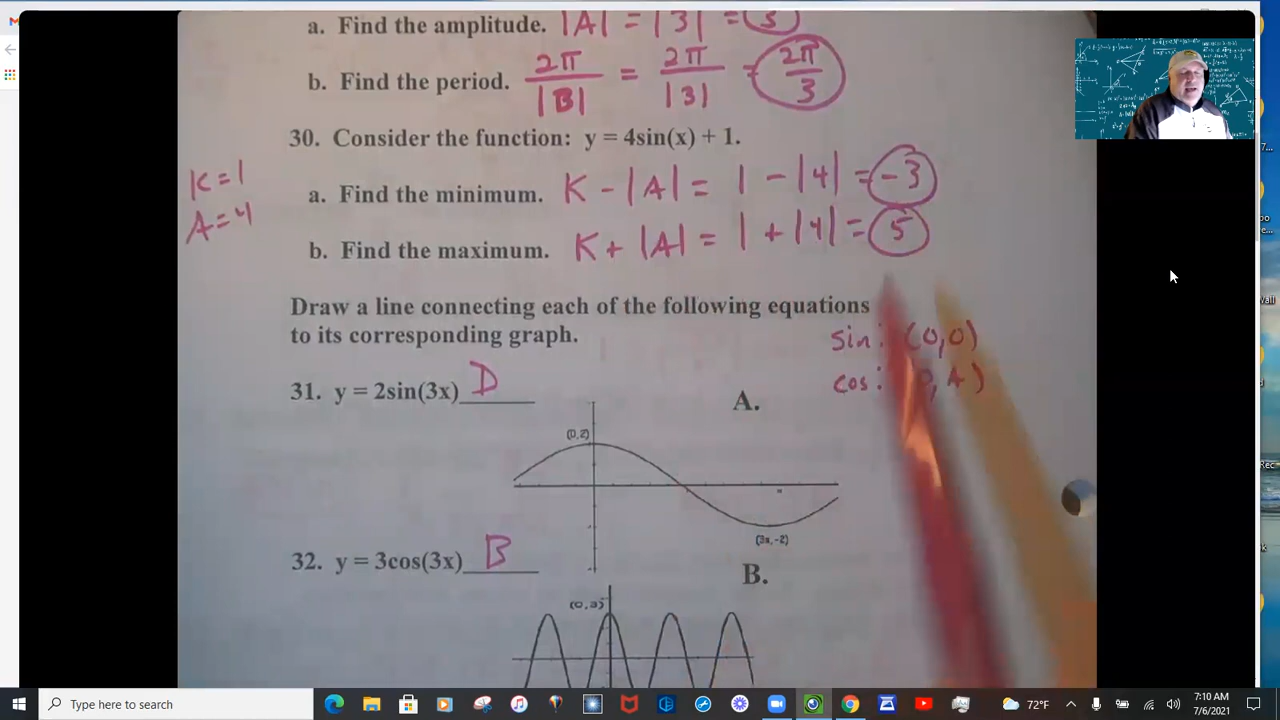 a. Find the amplitude. |A| = |3| = 3
b. Find the period. 2π/|B| = 2π/|3| = 2π/3
30. Consider the function: y = 4sin(x) + 1.
K=1
A=4
a. Find the minimum. K - |A| = 1 - |4| = -3
b. Find the maximum. K + |A| = 1 + |4| = 5
Draw a line connecting each of the following equations
to its corresponding graph.
sin: (0,0)
cos: , A)
31. y = 2sin(3x) D
A.
(0,2)
x
(3x,-2)
32. y = 3cos(3x) B
B.
(0,3)
Type here to search
72°F
7:10 AM
7/6/2021